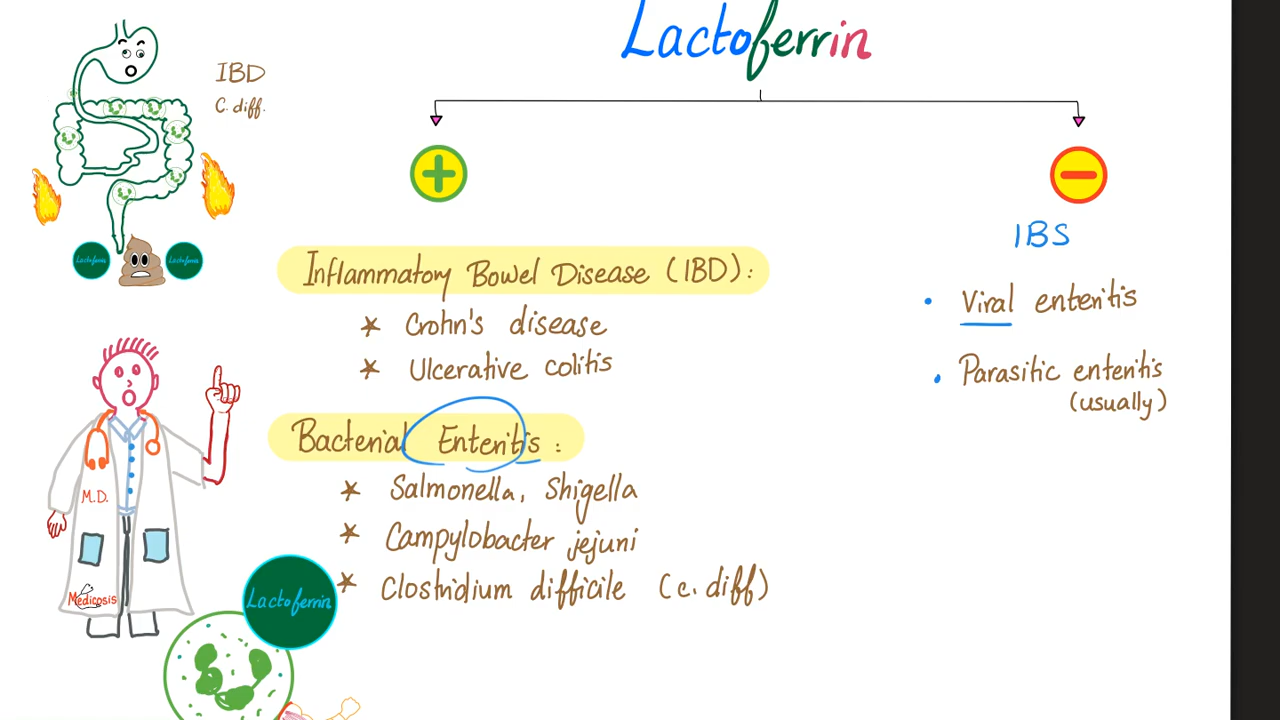 Lactoferrin
IBD
C. diff.
Lactoferrin
Lactoferrin
IBS
Inflammatory Bowel Disease (IBD):
* Crohn's disease
* Ulcerative colitis
• Viral enteritis
• Parasitic enteritis
(usually)
Bacterial Enteritis:
* Salmonella, Shigella
* Campylobacter jejuni
* Clostridium difficile (c. diff)
M.D.
Medicosis
Lactoferrin